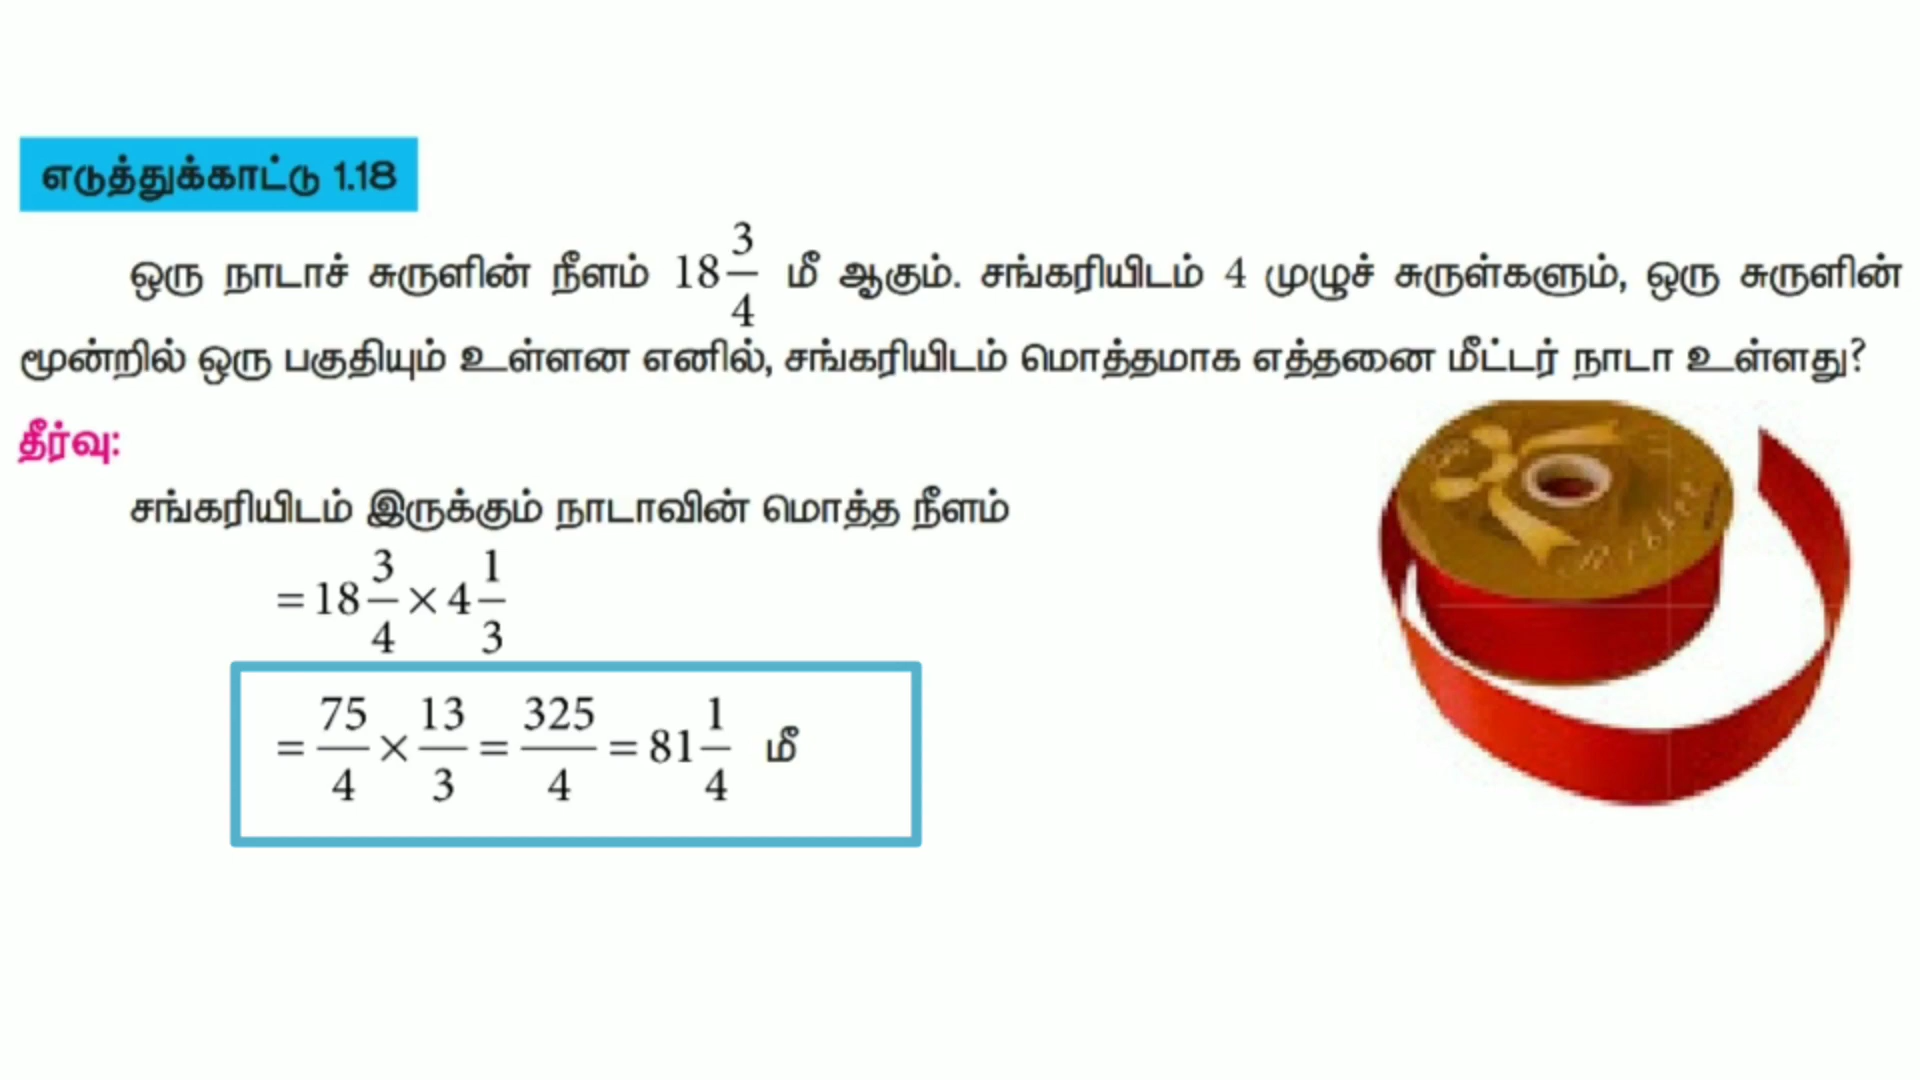 எடுத்துக்காட்டு 1.18
ஒரு நாடாச் சுருளின் நீளம் 18 3/4 மீ ஆகும். சங்கரியிடம் 4 முழுச் சுருள்களும், ஒரு சுருளின்
மூன்றில் ஒரு பகுதியும் உள்ளன எனில், சங்கரியிடம் மொத்தமாக எத்தனை மீட்டர் நாடா உள்ளது?
தீர்வு:
சங்கரியிடம் இருக்கும் நாடாவின் மொத்த நீளம்
= 18 3/4 × 4 1/3
= 75/4 × 13/3 = 325/4 = 81 1/4 மீ